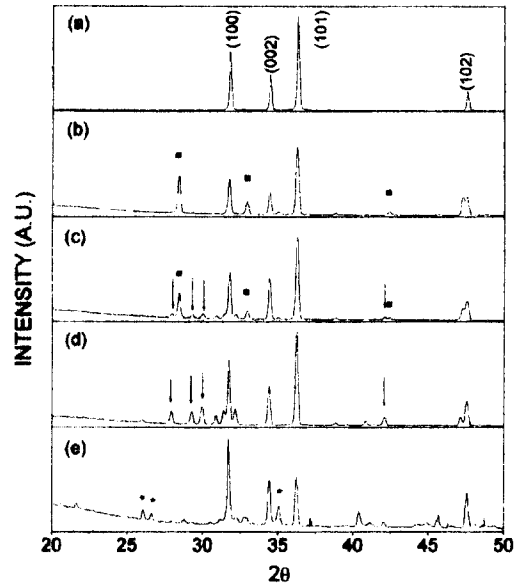 (a)
(100)
(002)
(101)
(102)
(b)
(c)
(d)
(e)
INTENSITY (A.U.)
20 25 30 35 40 45 50
2θ